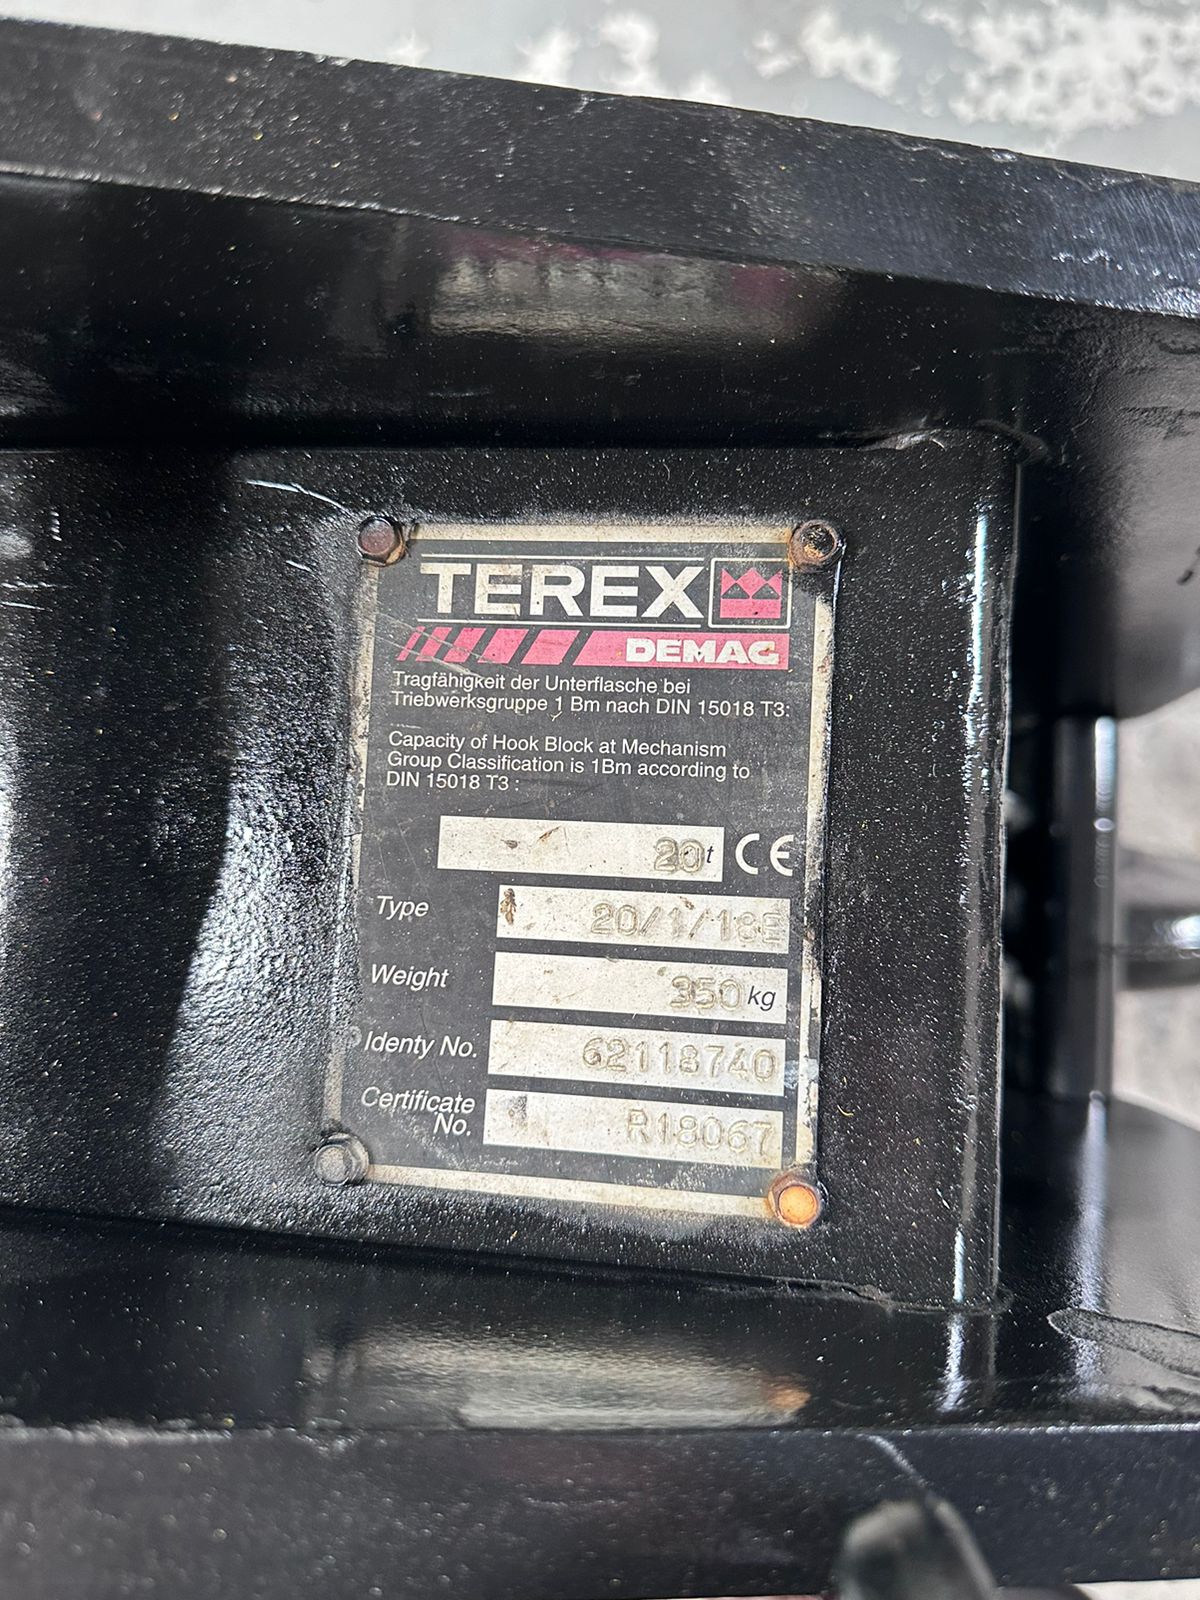 TEREX
DEMAG
Tragfähigkeit der Unterflasche bei
Triebwerksgruppe 1 Bm nach DIN 15018 T3:
Capacity of Hook Block at Mechanism
Group Classification is 1Bm according to
DIN 15018 T3 :
20t CE
Type 20/1/16E
Weight 350 kg
Identy No. 62118740
Certificate
No. R18067